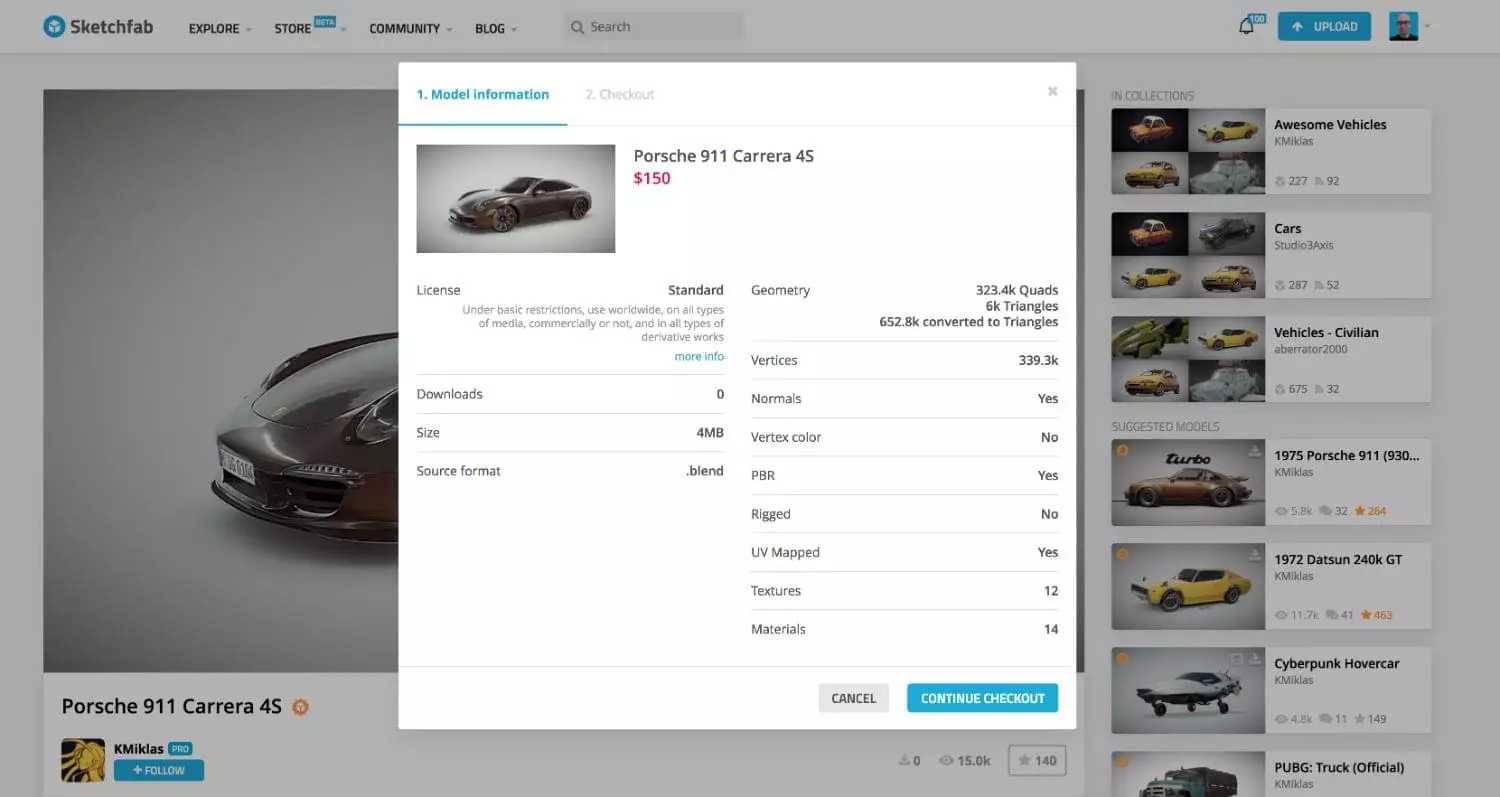 Sketchfab
EXPLORE
STORE BETA
COMMUNITY
BLOG
Search
100
UPLOAD
1. Model information
2. Checkout
Porsche 911 Carrera 4S
$150
License
Standard
Under basic restrictions, use worldwide, on all types
of media, commercially or not, and in all types of
derivative works
more info
Downloads
0
Size
4MB
Source format
.blend
Geometry
323.4k Quads
6k Triangles
652.8k converted to Triangles
Vertices
339.3k
Normals
Yes
Vertex color
No
PBR
Yes
Rigged
No
UV Mapped
Yes
Textures
12
Materials
14
CANCEL
CONTINUE CHECKOUT
Porsche 911 Carrera 4S
KMiklas PRO
+ FOLLOW
0
15.0k
140
IN COLLECTIONS
Awesome Vehicles
KMiklas
227 92
Cars
Studio3Axis
287 52
Vehicles - Civilian
aberrator2000
675 32
SUGGESTED MODELS
turbo
1975 Porsche 911 (930...
KMiklas
5.8k 32 264
1972 Datsun 240k GT
KMiklas
11.7k 41 463
Cyberpunk Hovercar
KMiklas
4.8k 11 149
PUBG: Truck (Official)
KMiklas